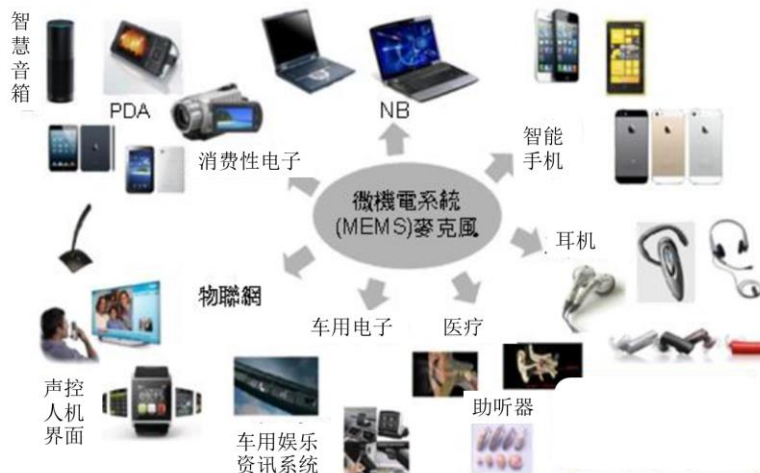 智
慧
音
箱
PDA
NB
消费性电子
智能
手机
微機電系統
(MEMS)麥克風
耳机
物聯網
车用电子
医疗
声控
人机
界面
车用娱乐
资讯系统
助听器